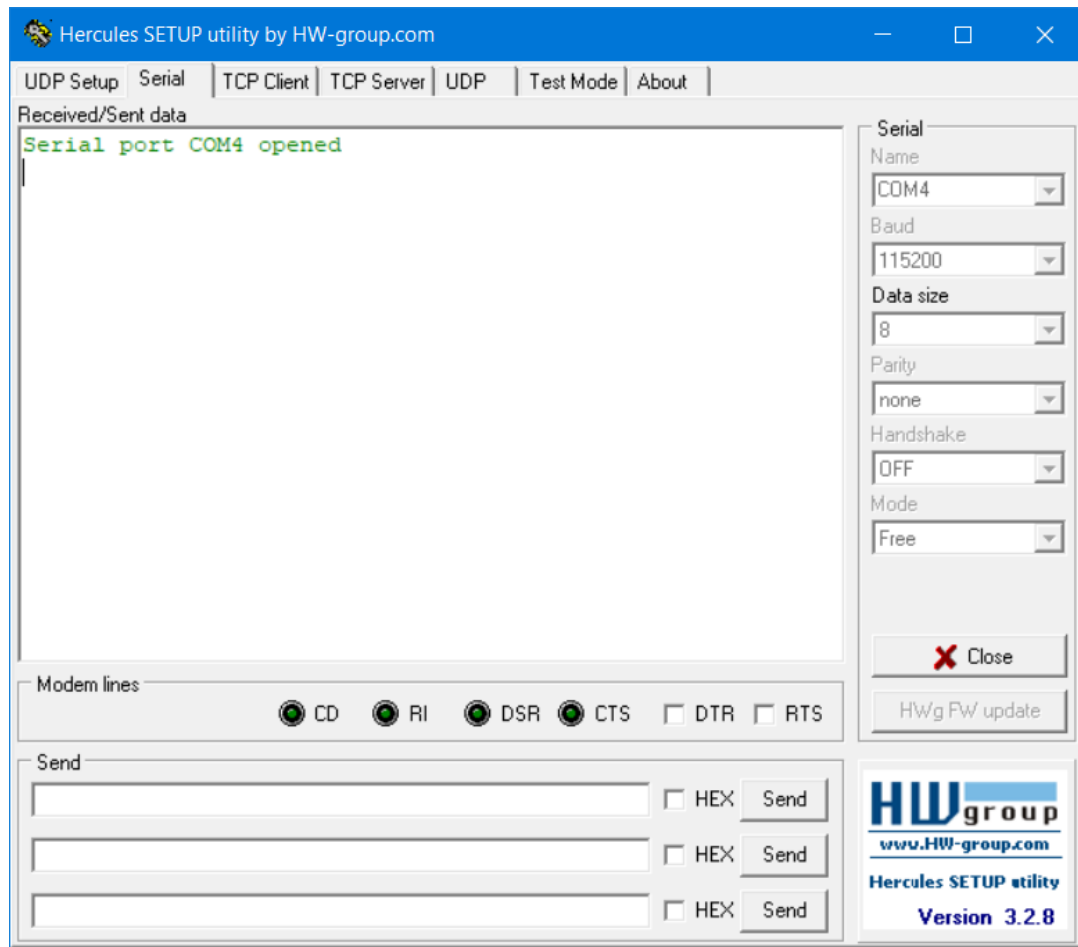 Hercules SETUP utility by HW-group.com
UDP Setup Serial TCP Client TCP Server UDP Test Mode About
Received/Sent data
Serial port COM4 opened
Serial
Name
COM4
Baud
115200
Data size
8
Parity
none
Handshake
OFF
Mode
Free
Close
HWg FW update
Modem lines
CD RI DSR CTS DTR RTS
Send
HEX Send
HEX Send
HEX Send
HW group
www.HW-group.com
Hercules SETUP utility
Version 3.2.8